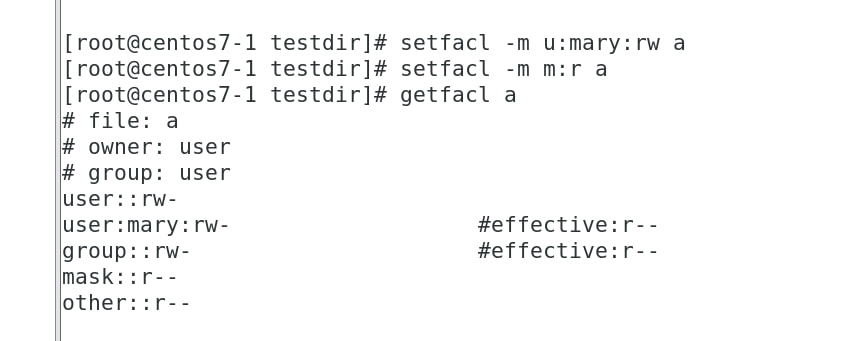 [root@centos7-1 testdir]# setfacl -m u:mary:rw a
[root@centos7-1 testdir]# setfacl -m m:r a
[root@centos7-1 testdir]# getfacl a
# file: a
# owner: user
# group: user
user::rw-
user:mary:rw- #effective:r--
group::rw- #effective:r--
mask::r--
other::r--